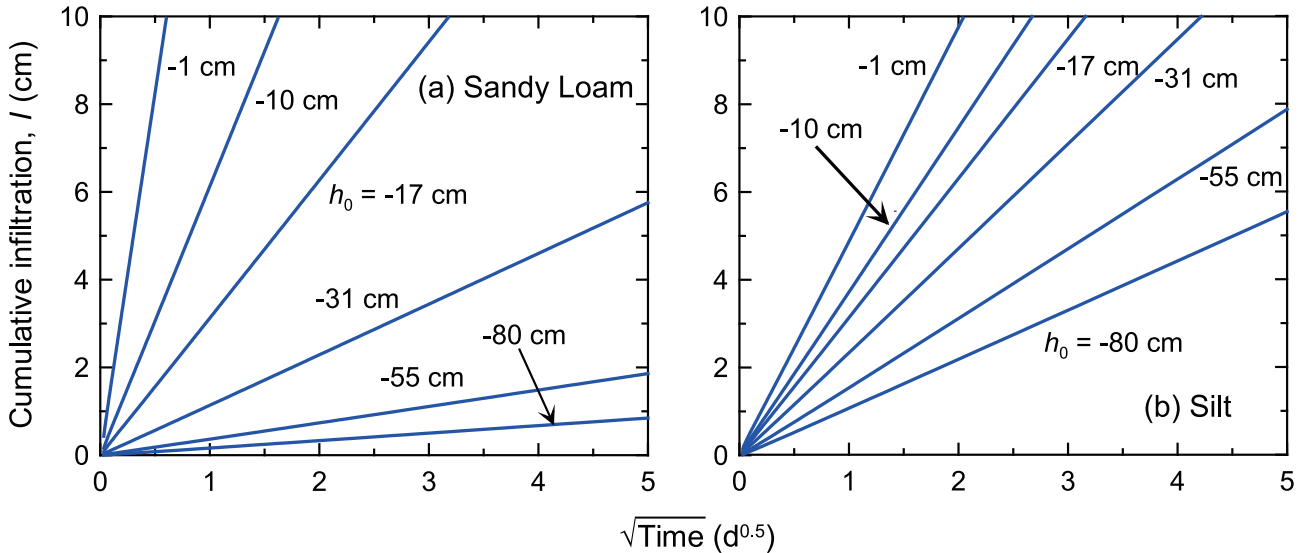 Cumulative infiltration, I (cm)
10
8
6
4
2
0
-1 cm
-10 cm
(a) Sandy Loam
h0 = -17 cm
-31 cm
-80 cm
-55 cm
0 1 2 3 4 5
10
8
6
4
2
0
-1 cm
-17 cm
-31 cm
-10 cm
-55 cm
h0 = -80 cm
(b) Silt
0 1 2 3 4 5
√Time (d^0.5)